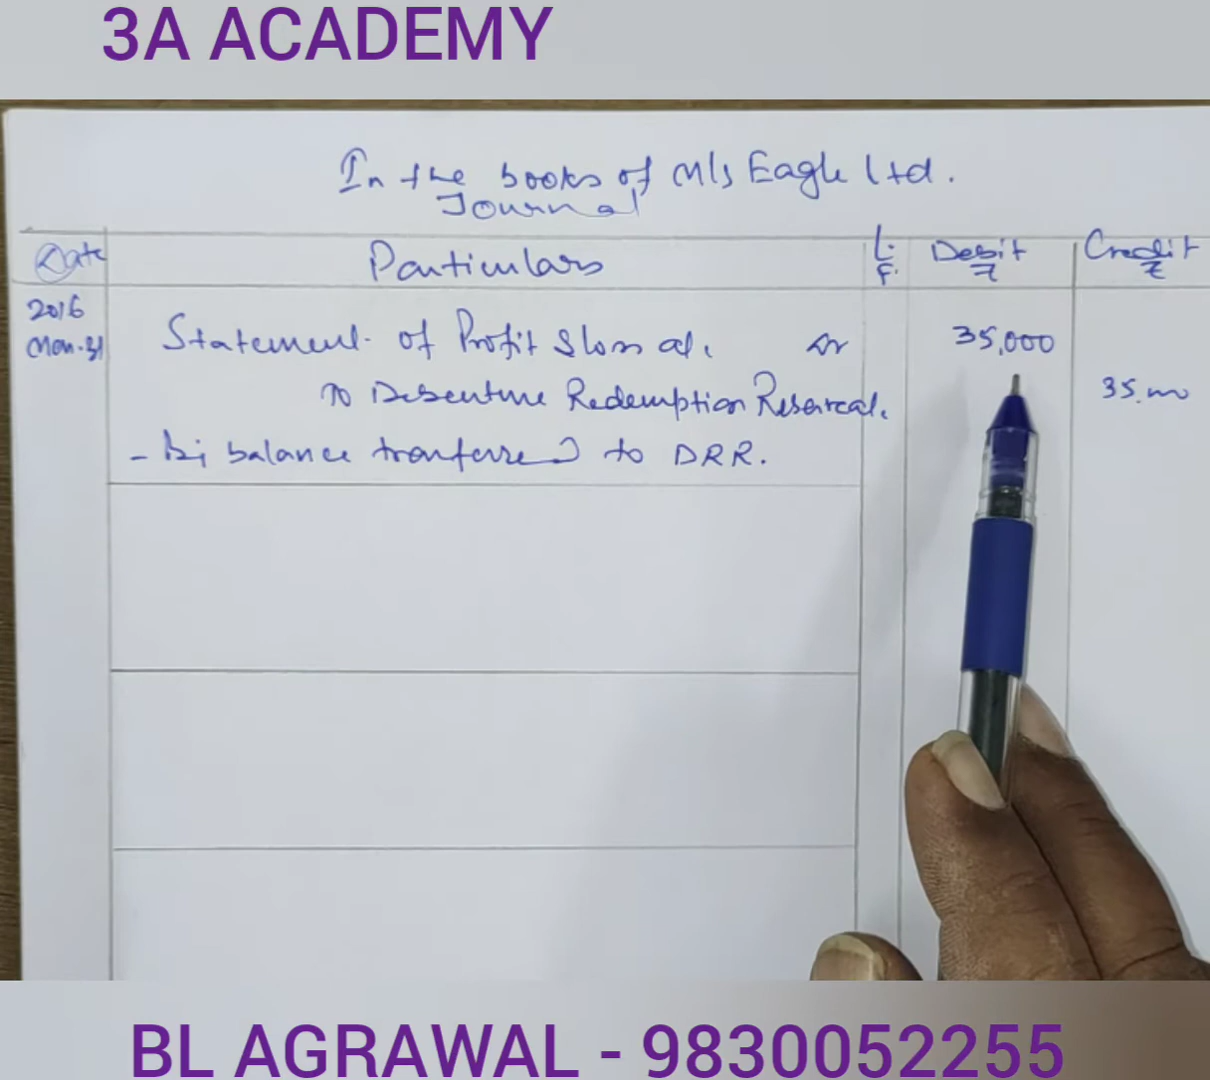 3A ACADEMY
In the books of M/s Eagle Ltd.
Journal
Date Particulars L.F. Debit ₹ Credit ₹
2016
Mar.31 Statement of Profit & Loss a/c. Dr 35,000
To Debenture Redemption Reserve a/c. 35,000
- balance transferred to DRR.
BL AGRAWAL - 9830052255